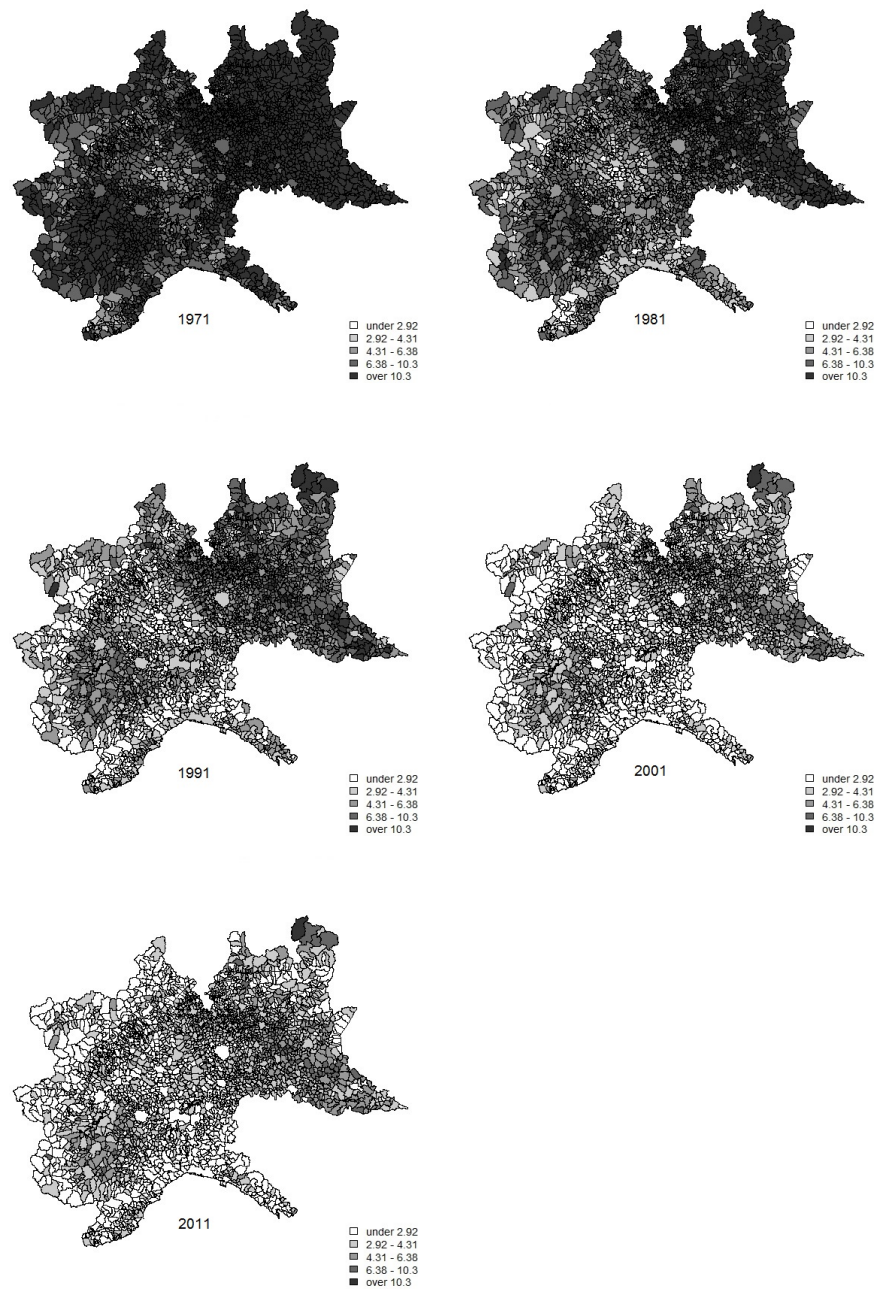 1971
under 2.92
2.92 - 4.31
4.31 - 6.38
6.38 - 10.3
over 10.3
1981
under 2.92
2.92 - 4.31
4.31 - 6.38
6.38 - 10.3
over 10.3
1991
under 2.92
2.92 - 4.31
4.31 - 6.38
6.38 - 10.3
over 10.3
2001
under 2.92
2.92 - 4.31
4.31 - 6.38
6.38 - 10.3
over 10.3
2011
under 2.92
2.92 - 4.31
4.31 - 6.38
6.38 - 10.3
over 10.3